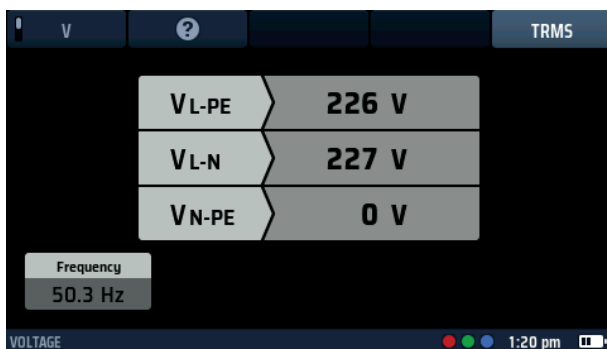 V ? TRMS
VL-PE 226 V
VL-N 227 V
VN-PE 0 V
Frequency
50.3 Hz
VOLTAGE 1:20 pm